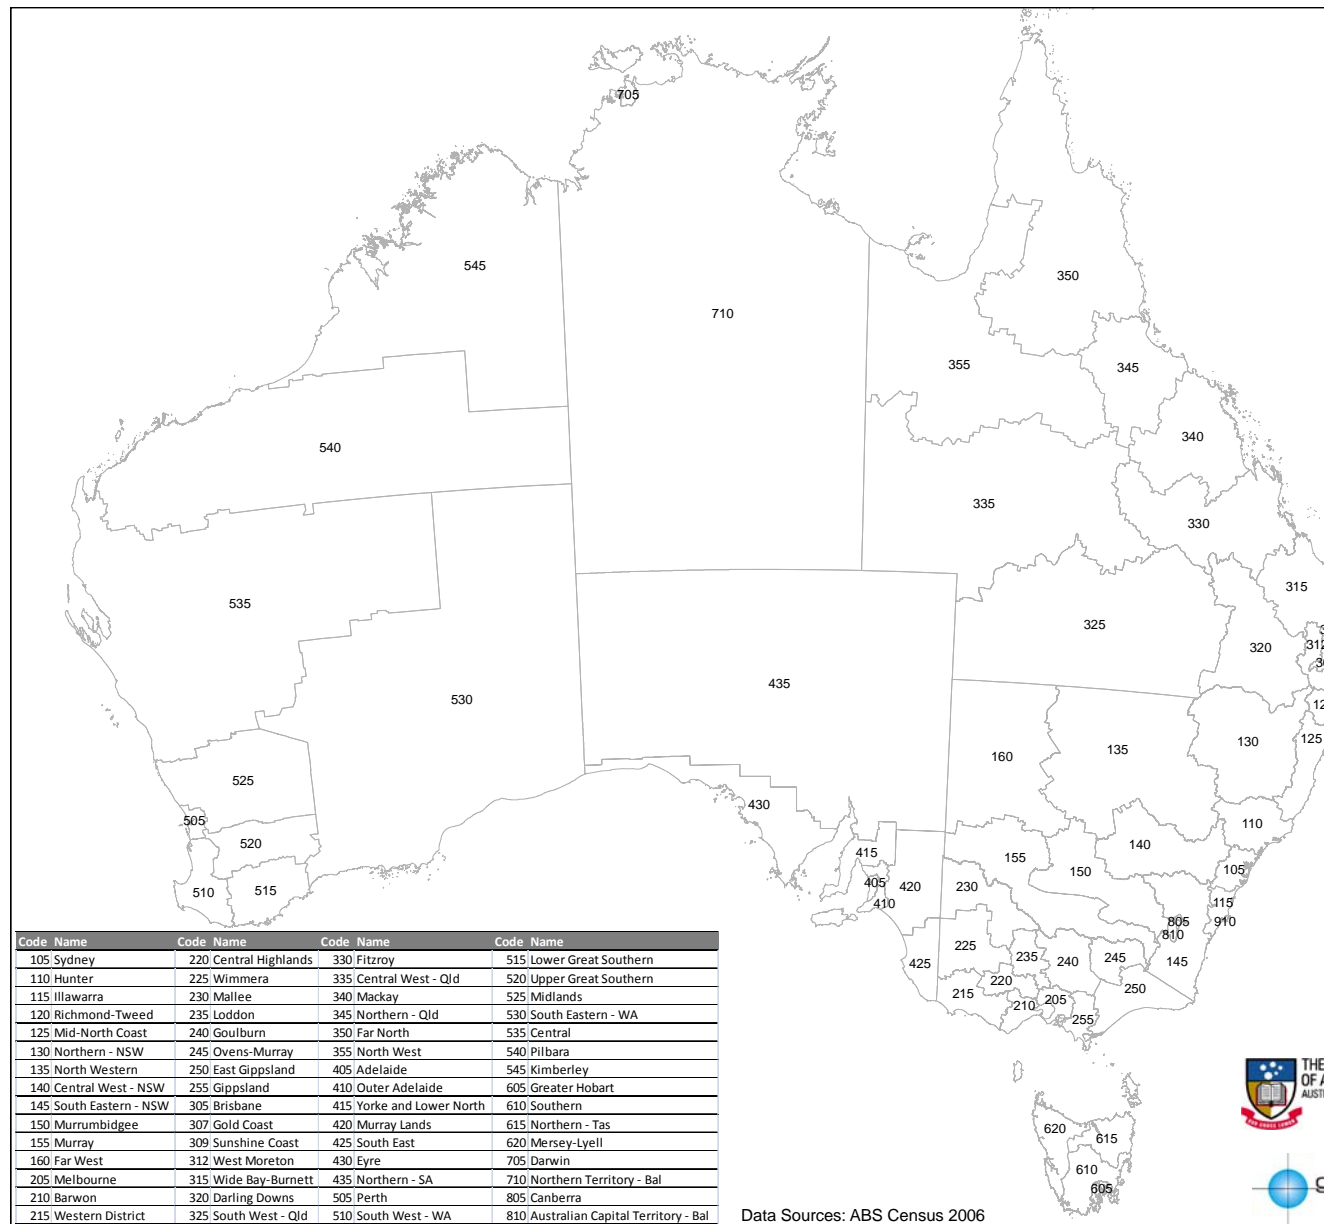 705
545
350
710
355
345
340
540
335
330
535
315
325
320
312
435
530
125
130
135
160
525
430
505
110
520
140
415
155
150
105
405
420
230
510
515
410
115
805
910
810
225
235
240
245
145
425
220
250
215
205
210
255
620
615
610
605
Code Name Code Name Code Name Code Name
105 Sydney 220 Central Highlands 330 Fitzroy 515 Lower Great Southern
110 Hunter 225 Wimmera 335 Central West - Qld 520 Upper Great Southern
115 Illawarra 230 Mallee 340 Mackay 525 Midlands
120 Richmond-Tweed 235 Loddon 345 Northern - Qld 530 South Eastern - WA
125 Mid-North Coast 240 Goulburn 350 Far North 535 Central
130 Northern - NSW 245 Ovens-Murray 355 North West 540 Pilbara
135 North Western 250 East Gippsland 405 Adelaide 545 Kimberley
140 Central West - NSW 255 Gippsland 410 Outer Adelaide 605 Greater Hobart
145 South Eastern - NSW 305 Brisbane 415 Yorke and Lower North 610 Southern
150 Murrumbidgee 307 Gold Coast 420 Murray Lands 615 Northern - Tas
155 Murray 309 Sunshine Coast 425 South East 620 Mersey-Lyell
160 Far West 312 West Moreton 430 Eyre 705 Darwin
205 Melbourne 315 Wide Bay-Burnett 435 Northern - SA 710 Northern Territory - Bal
210 Barwon 320 Darling Downs 505 Perth 805 Canberra
215 Western District 325 South West - Qld 510 South West - WA 810 Australian Capital Territory - Bal
THE
OF A
AUST
Data Sources: ABS Census 2006